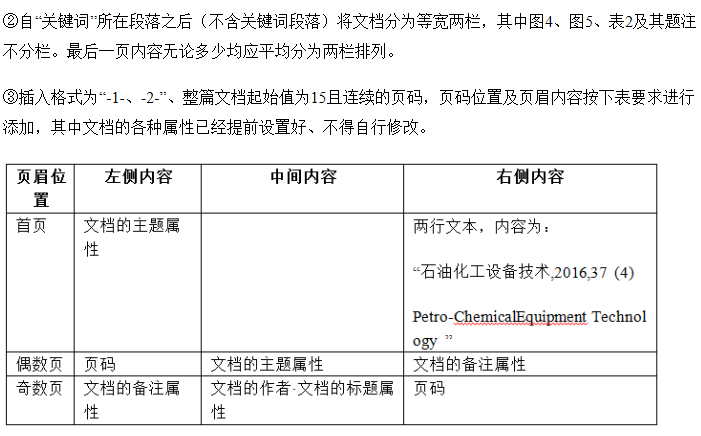 ②自“关键词”所在段落之后（不含关键词段落）将文档分为等宽两栏，其中图4、图5、表2及其题注
不分栏。最后一页内容无论多少均应平均分为两栏排列。
③插入格式为“-1-、-2-”、整篇文档起始值为15且连续的页码，页码位置及页眉内容按下表要求进行
添加，其中文档的各种属性已经提前设置好、不得自行修改。
页眉位
置
左侧内容
中间内容
右侧内容
首页
文档的主题属
性
两行文本，内容为：
“石油化工设备技术,2016,37 (4)
Petro-ChemicalEquipment Technol
ogy ”
偶数页
页码
文档的主题属性
文档的备注属性
奇数页
文档的备注属
性
文档的作者·文档的标题属
性
页码